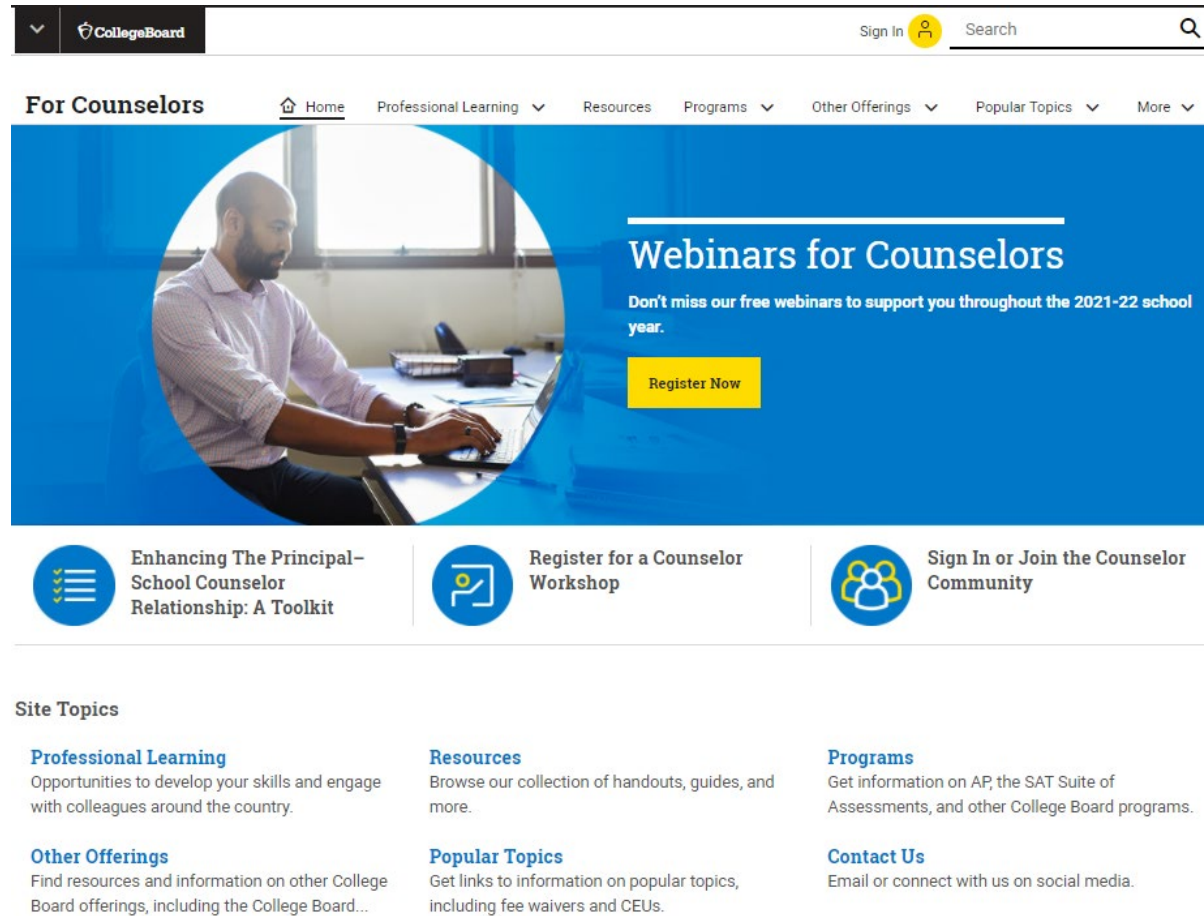 CollegeBoard
Sign In
Search
For Counselors
Home
Professional Learning
Resources
Programs
Other Offerings
Popular Topics
More
Webinars for Counselors
Don't miss our free webinars to support you throughout the 2021-22 school
year.
Register Now
Enhancing The Principal–
School Counselor
Relationship: A Toolkit
Register for a Counselor
Workshop
Sign In or Join the Counselor
Community
Site Topics
Professional Learning
Opportunities to develop your skills and engage
with colleagues around the country.
Resources
Browse our collection of handouts, guides, and
more.
Programs
Get information on AP, the SAT Suite of
Assessments, and other College Board programs.
Other Offerings
Find resources and information on other College
Board offerings, including the College Board...
Popular Topics
Get links to information on popular topics,
including fee waivers and CEUs.
Contact Us
Email or connect with us on social media.